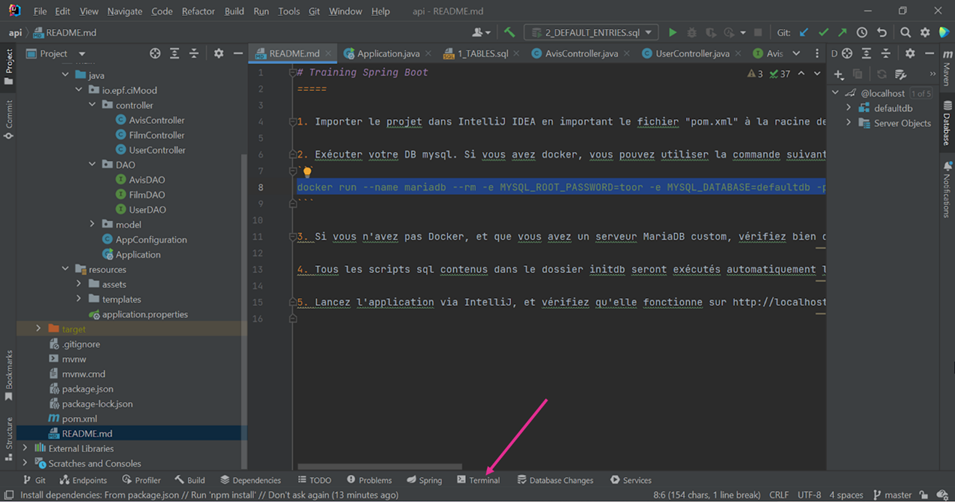 File Edit View Navigate Code Refactor Build Run Tools Git Window Help api - README.md
api README.md 2_DEFAULT_ENTRIES.sql Git:
Project README.md Application.java 1_TABLES.sql AvisController.java UserController.java Avis D
Project
Commit
Bookmarks
Structure
java
io.epf.ciMood
controller
AvisController
FilmController
UserController
DAO
AvisDAO
FilmDAO
UserDAO
model
AppConfiguration
Application
resources
assets
templates
application.properties
target
.gitignore
mvnw
mvnw.cmd
package.json
package-lock.json
pom.xml
README.md
External Libraries
Scratches and Consoles
3 37
1 # Training Spring Boot
2 =====
3
4 1. Importer le projet dans IntelliJ IDEA en important le fichier "pom.xml" à la racine de
5
6 2. Exécuter votre DB mysql. Si vous avez docker, vous pouvez utiliser la commande suivant
7 ```
8 docker run --name mariadb --rm -e MYSQL_ROOT_PASSWORD=toor -e MYSQL_DATABASE=defaultdb -p
9 ```
10
11 3. Si vous n'avez pas Docker, et que vous avez un serveur MariaDB custom, vérifiez bien
12
13 4. Tous les scripts sql contenus dans le dossier initdb seront exécutés automatiquement
14
15 5. Lancez l'application via IntelliJ, et vérifiez qu'elle fonctionne sur http://localhost
16
@localhost 1 of 5
defaultdb
Server Objects
Maven
Database
Notifications
Git Endpoints Profiler Build Dependencies TODO Problems Spring Terminal Database Changes Services
Install dependencies: From package.json // Run 'npm install' // Don't ask again (13 minutes ago) 8:6 (154 chars, 1 line break) CRLF UTF-8 4 spaces master